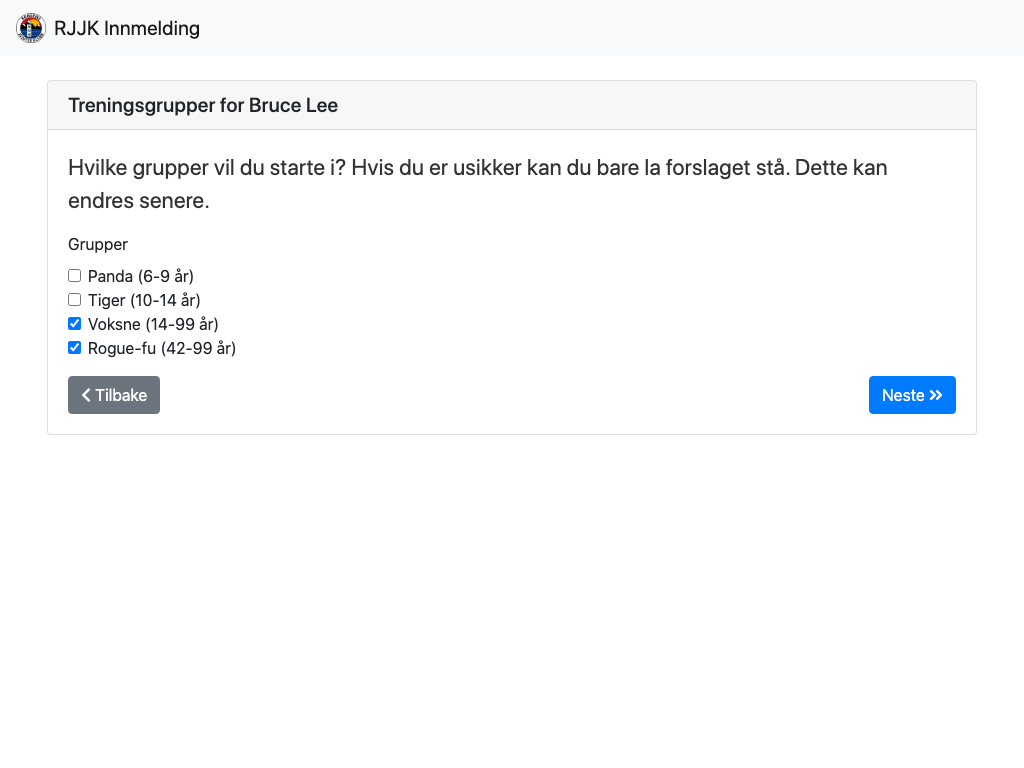 RJJK Innmelding
Treningsgrupper for Bruce Lee
Hvilke grupper vil du starte i? Hvis du er usikker kan du bare la forslaget stå. Dette kan
endres senere.
Grupper
Panda (6-9 år)
Tiger (10-14 år)
Voksne (14-99 år)
Rogue-fu (42-99 år)
Tilbake
Neste